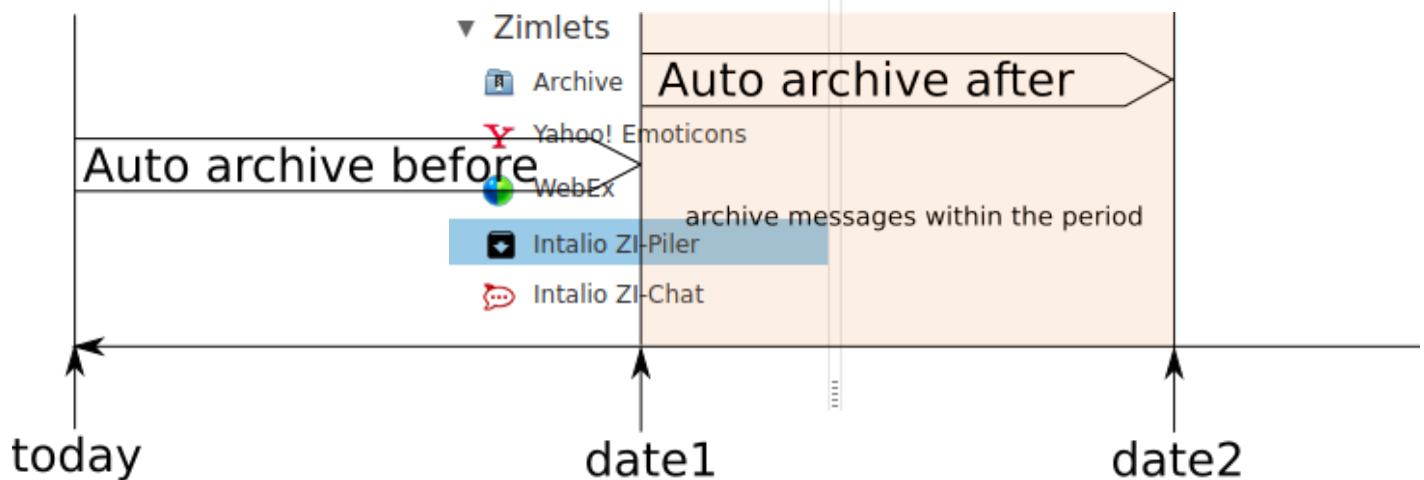 Zimlets
Archive
Auto archive after
Yahoo! Emoticons
Auto archive before
WebEx
archive messages within the period
Intalio ZI-Piler
Intalio ZI-Chat
today
date1
date2